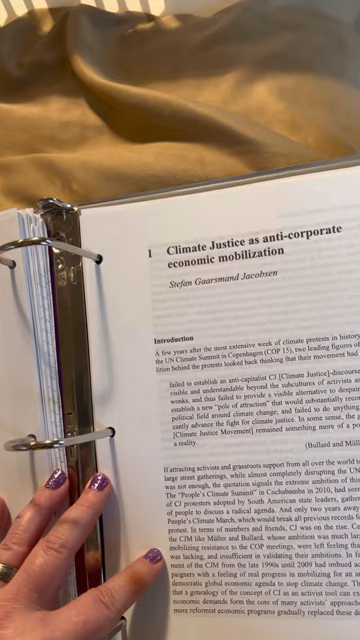 1 Climate Justice as anti-corporate
economic mobilization
Stefan Gaarsmand Jacobsen
Introduction
A few years after the most extensive week of climate protests in history
the UN Climate Summit in Copenhagen (COP 15), two leading figures of
lition behind the protests looked back thinking that their movement had
failed to establish an anti-capitalist CJ [Climate Justice]-discourse
visible and understandable beyond the subcultures of activists an
wonks, and thus failed to provide a visible alternative to despair
establish a new "pole of attraction" that would substantially reco
political field around climate change; and failed to do anything
cantly advance the fight for climate justice. In some sense, the g
[Climate Justice Movement] remained something more of a po
a reality.
(Bullard and Müll
If attracting activists and grassroots support from all over the world to
large street gatherings, while almost completely disrupting the UN
was not enough, the quotation signals the extreme ambition of this
The "People's Climate Summit" in Cochabamba in 2010, had seen
of CJ protesters adopted by South American state leaders, gather
of people to discuss a radical agenda. And only two years away
People's Climate March, which would break all previous records f
protest. In terms of numbers and friends, CJ was on the rise. Ce
the CJM like Müller and Bullard, whose ambition was much larg
mobilizing resistance to the COP meetings, were left feeling tha
was lacking, and insufficient in validating their ambitions. In fa
ment of the CJM from the late 1990s until 2009 had imbued ac
paigners with a feeling of real progress in mobilizing for an an
democratic global economic agenda to stop climate change. Th
that a genealogy of the concept of CJ as an activist tool can ex
economic demands form the core of many activists' approach
more reformist economic programs gradually replaced these de